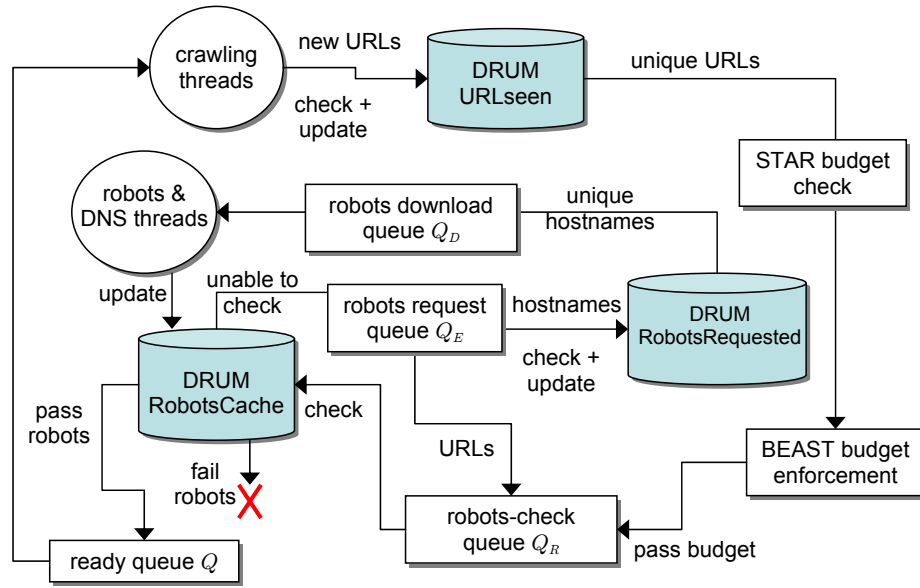 crawling
threads
new URLs
check +
update
DRUM
URLseen
unique URLs
STAR budget
check
robots &
DNS threads
robots download
queue Q_D
unique
hostnames
update
unable to
check
robots request
queue Q_E
hostnames
check +
update
DRUM
RobotsRequested
DRUM
RobotsCache
pass
robots
check
fail
robots
URLs
BEAST budget
enforcement
robots-check
queue Q_R
pass budget
ready queue Q